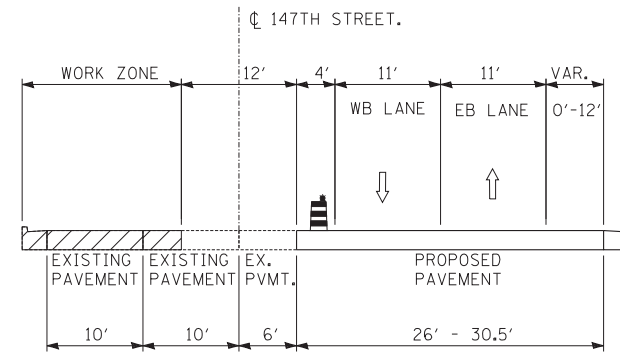 ℄ 147TH STREET.
WORK ZONE
12'
4'
11'
11'
VAR.
WB LANE
EB LANE
0'-12'
EXISTING PAVEMENT
EXISTING PAVEMENT
EX. PVMT.
PROPOSED PAVEMENT
10'
10'
6'
26' - 30.5'